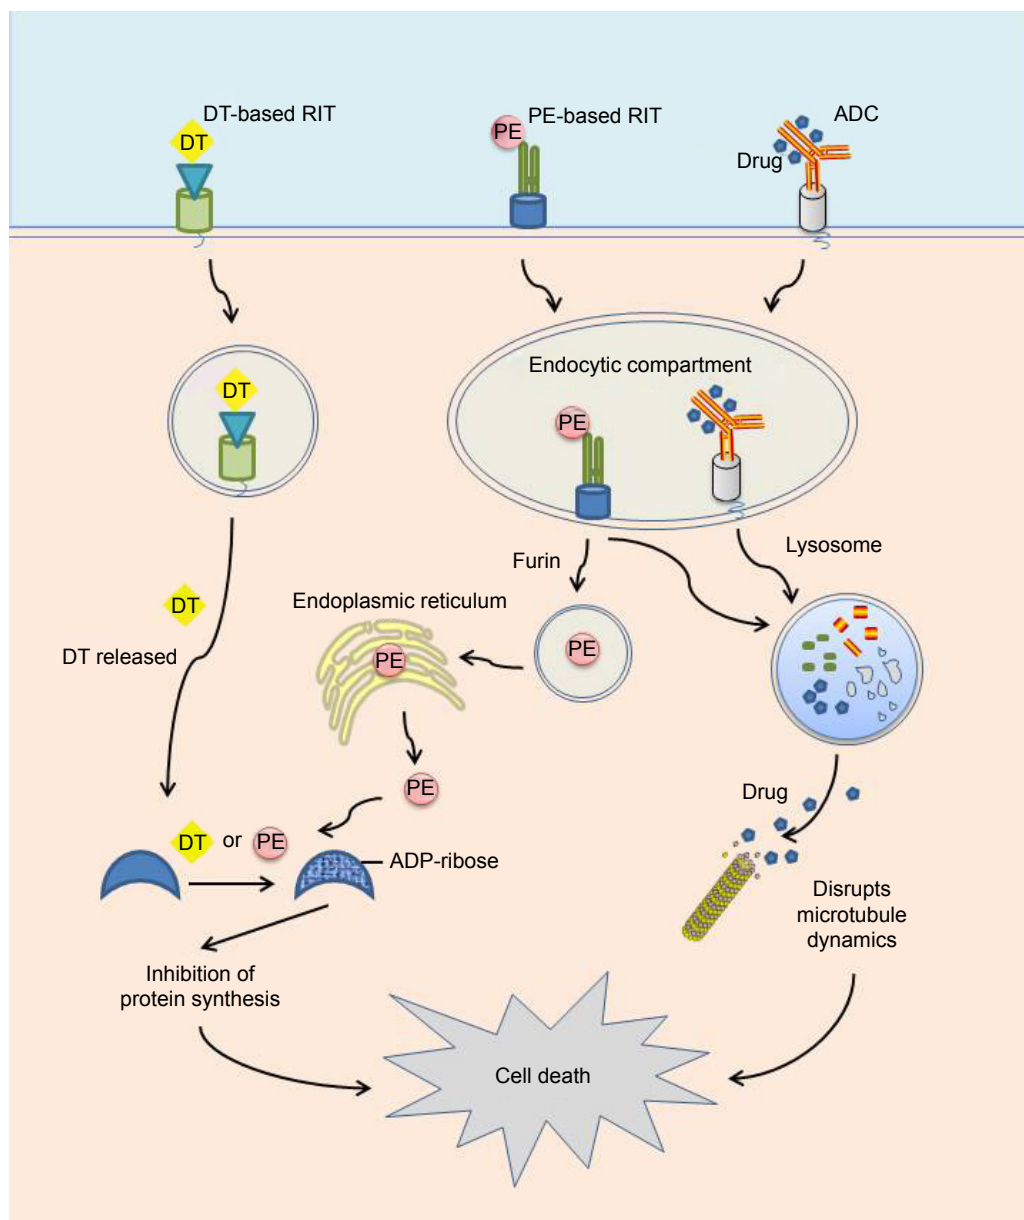 DT-based RIT
DT
PE-based RIT
PE
ADC
Drug
Endocytic compartment
DT
PE
Furin
Lysosome
DT
DT released
Endoplasmic reticulum
PE
PE
PE
Drug
DT or PE
ADP-ribose
Disrupts
microtubule
dynamics
Inhibition of
protein synthesis
Cell death